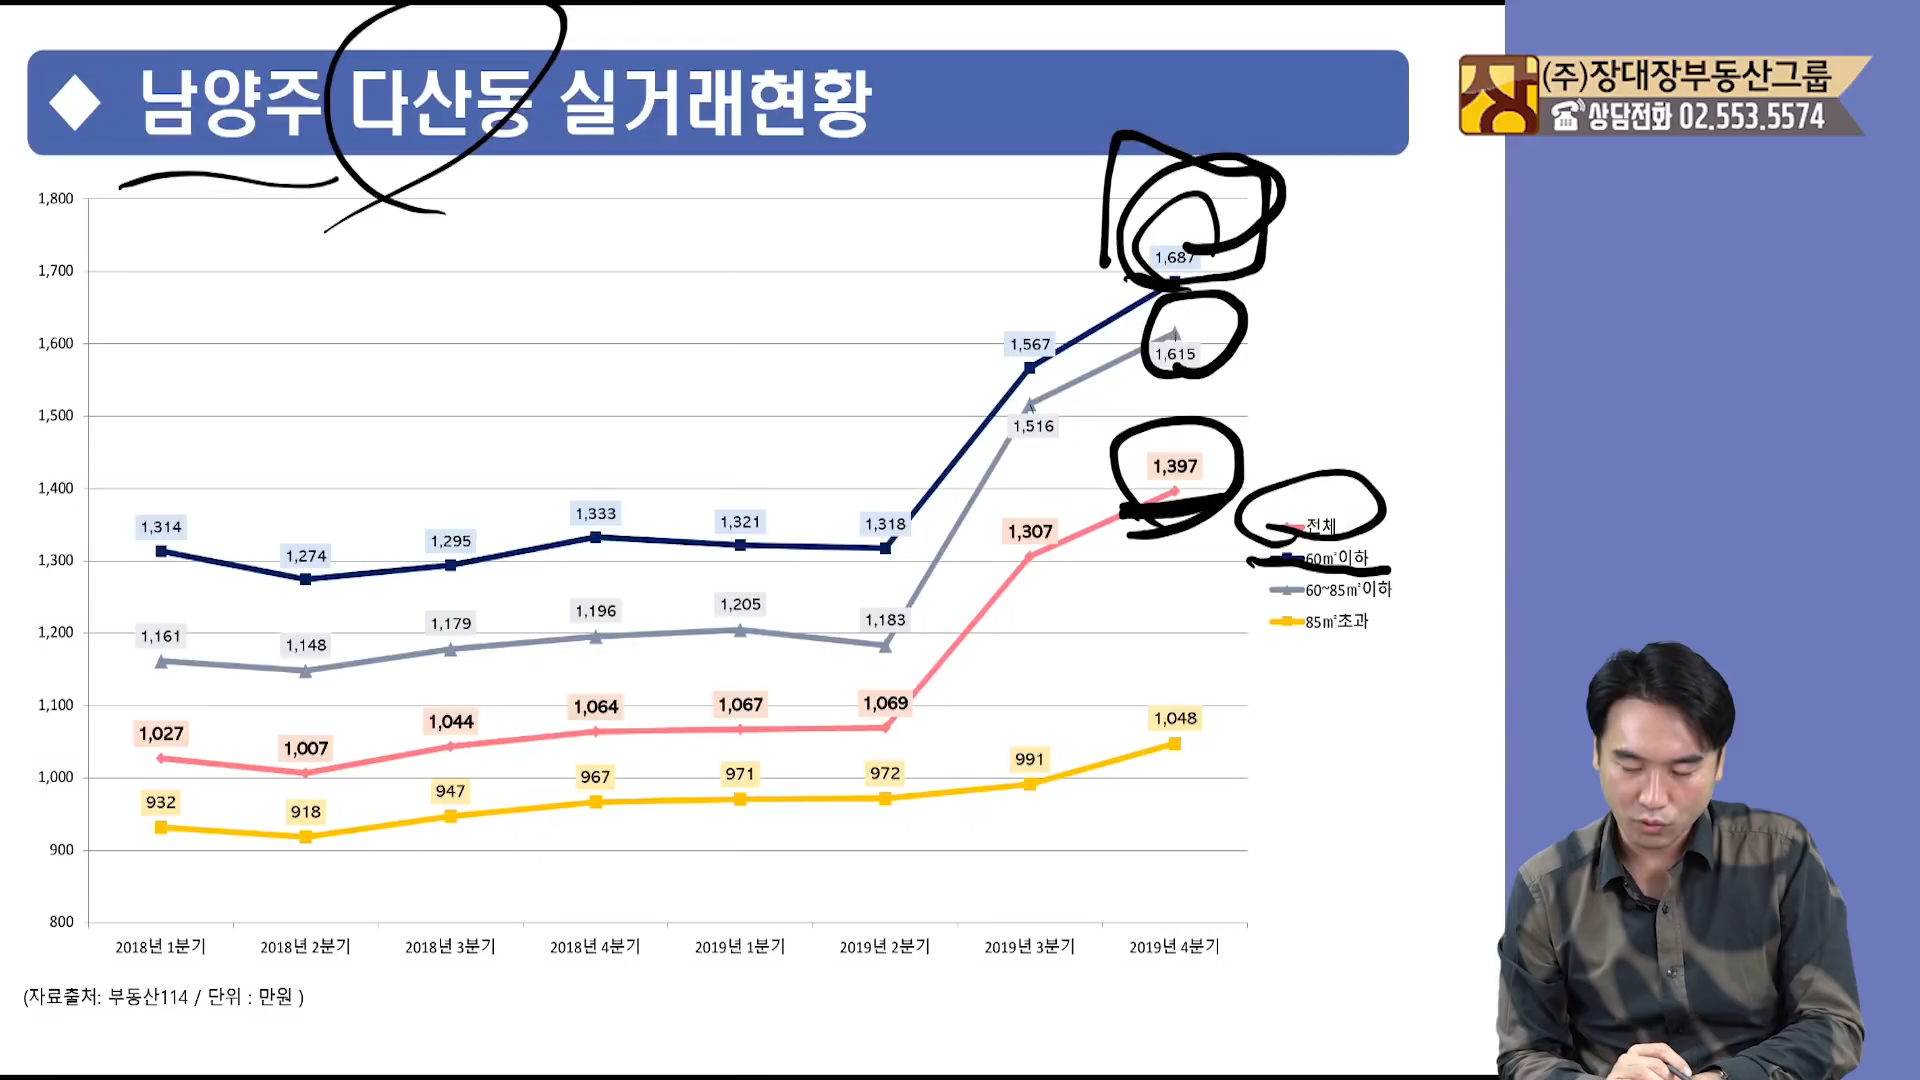 남양주 다산동 실거래현황
(주)장대장부동산그룹
상담전화 02.553.5574
1,800
1,700
1,600
1,500
1,400
1,300
1,200
1,100
1,000
900
800
1,314
1,274
1,295
1,333
1,321
1,318
1,567
1,687
1,161
1,148
1,179
1,196
1,205
1,183
1,516
1,615
1,027
1,007
1,044
1,064
1,067
1,069
1,307
1,397
932
918
947
967
971
972
991
1,048
전체
60㎡이하
60~85㎡이하
85㎡초과
2018년 1분기
2018년 2분기
2018년 3분기
2018년 4분기
2019년 1분기
2019년 2분기
2019년 3분기
2019년 4분기
(자료출처: 부동산114 / 단위 : 만원 )